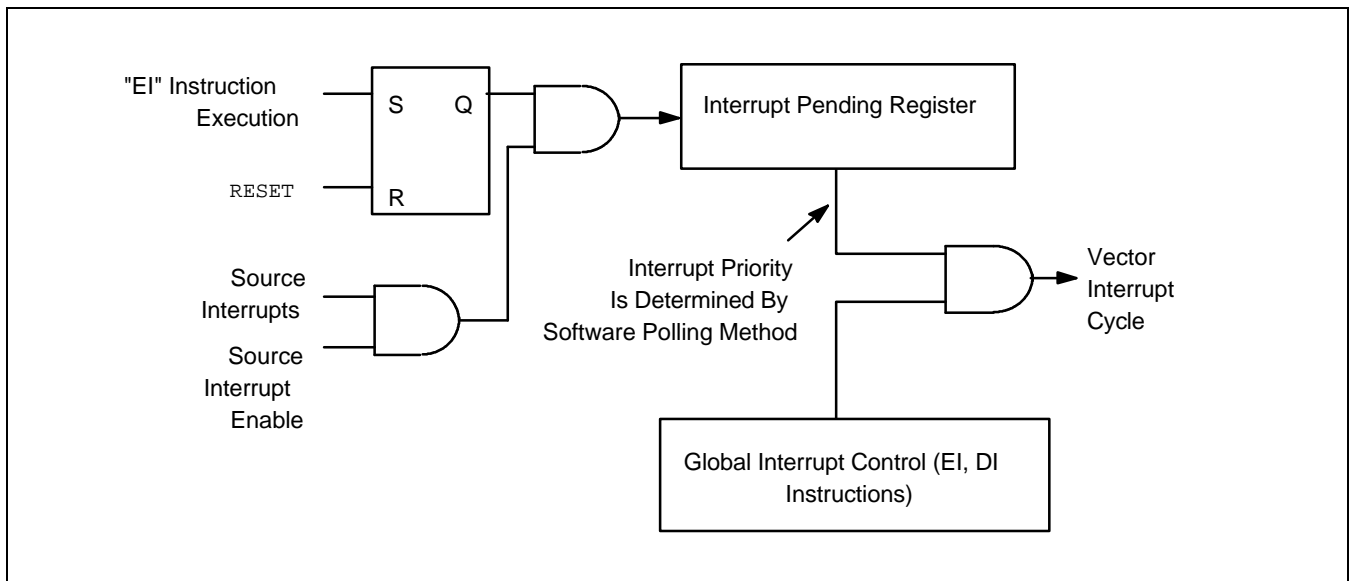 "EI" Instruction
Execution
S
Q
RESET
R
Source
Interrupts
Source
Interrupt
Enable
Interrupt Pending Register
Interrupt Priority
Is Determined By
Software Polling Method
Vector
Interrupt
Cycle
Global Interrupt Control (EI, DI
Instructions)